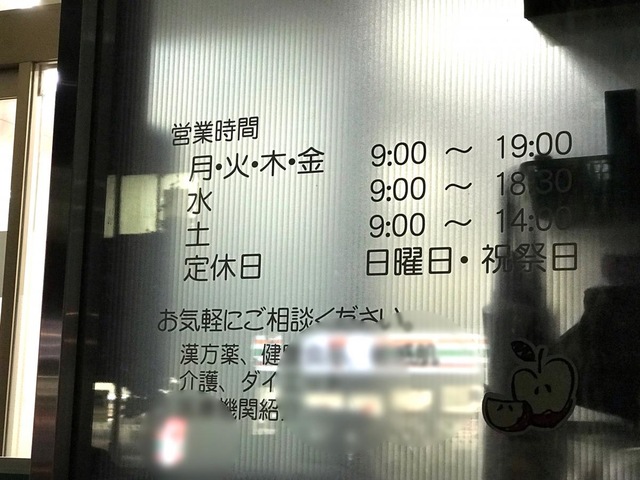 営業時間
月・火・木・金 9:00 ～ 19:00
水 9:00 ～ 18:30
土 9:00 ～ 14:00
定休日 日曜日・祝祭日
お気軽にご相談ください。
漢方薬、健
介護、ダイ
機関紹